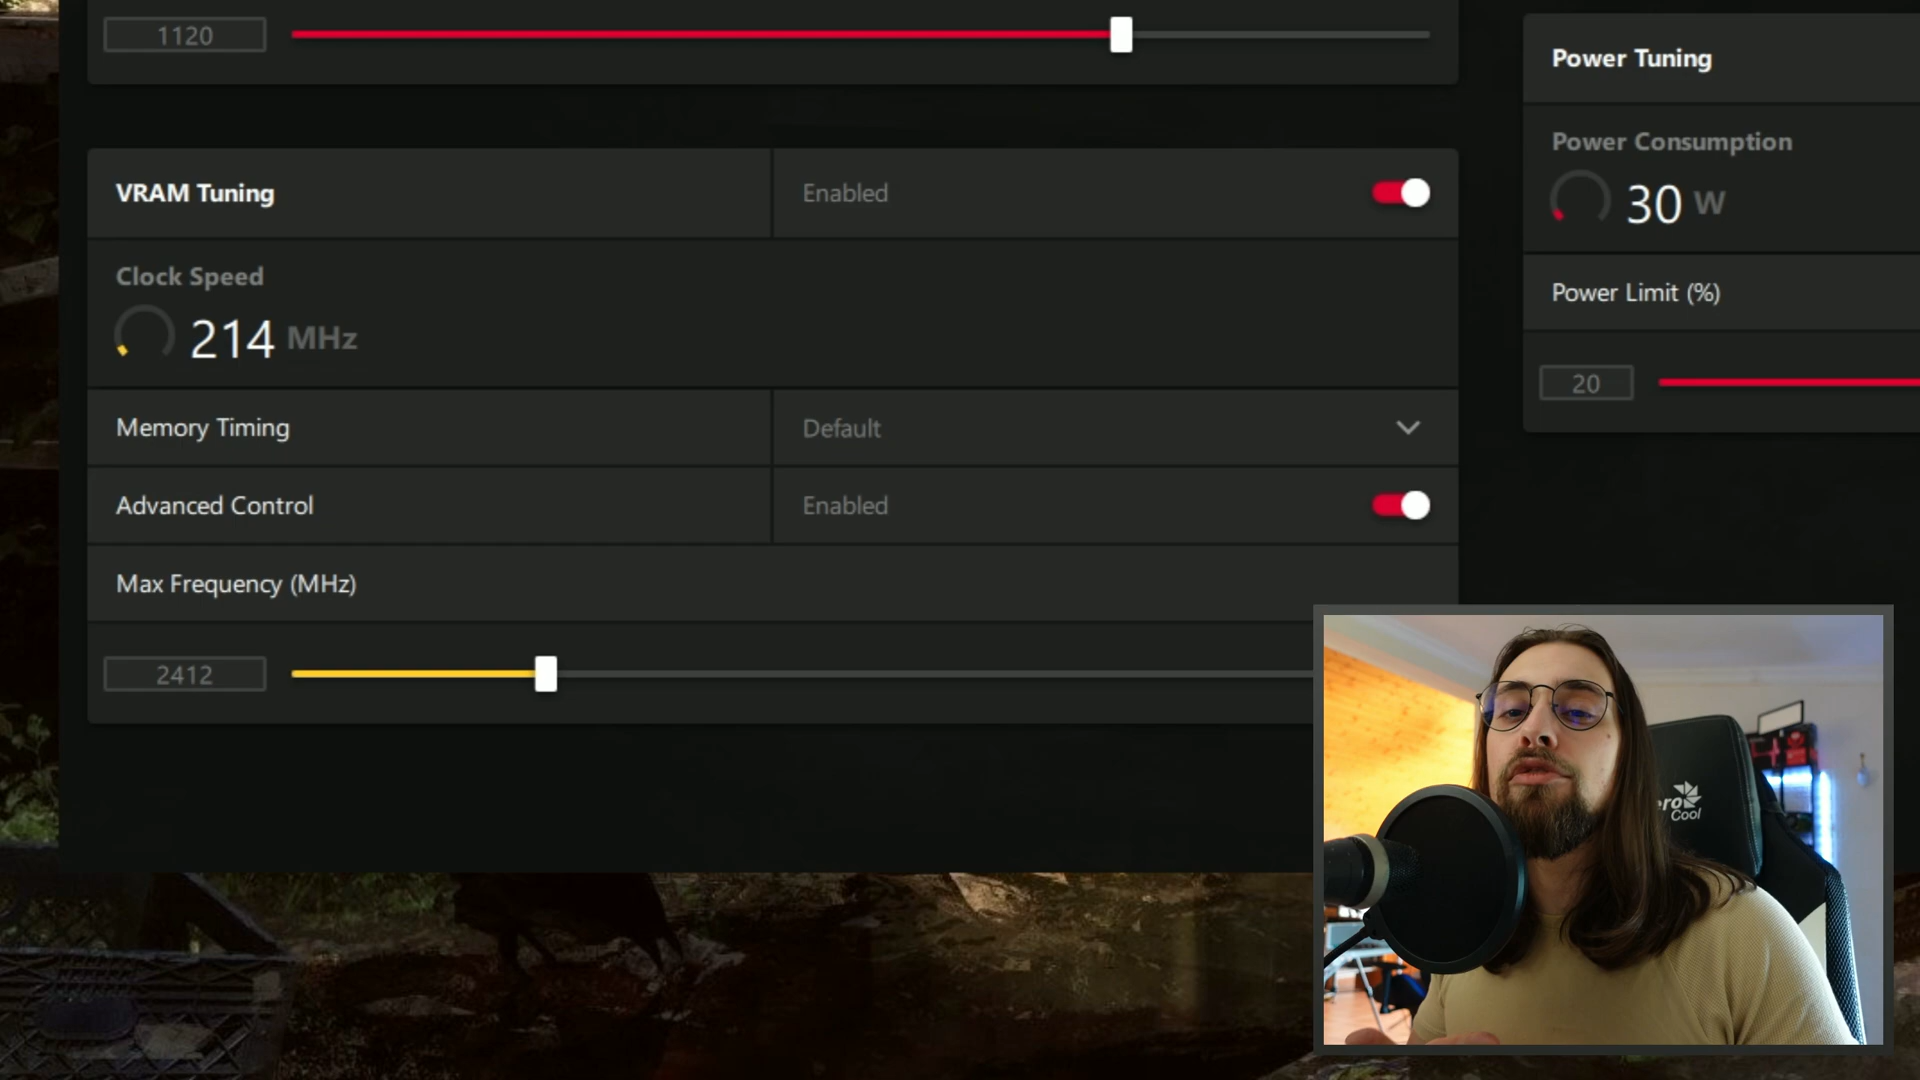 1120
VRAM Tuning
Enabled
Clock Speed
214 MHz
Memory Timing
Default
Advanced Control
Enabled
Max Frequency (MHz)
2412
Power Tuning
Power Consumption
30 W
Power Limit (%)
20
ero
Cool